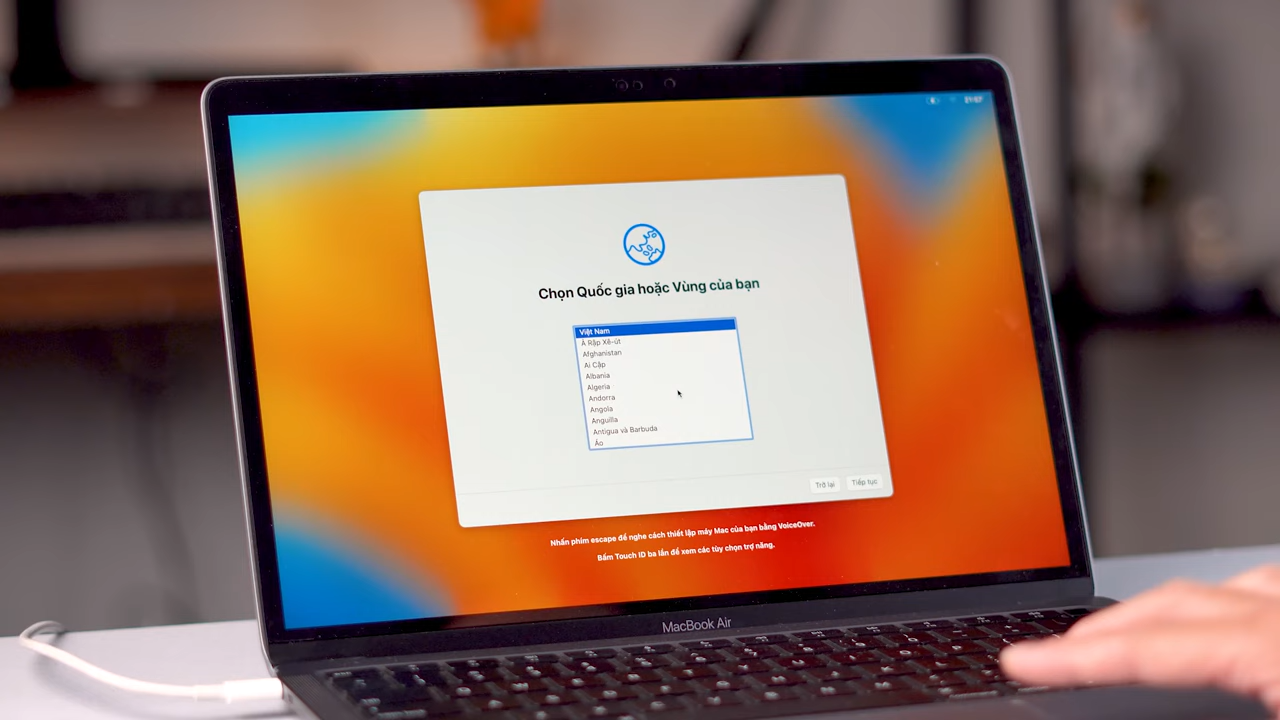 21:57
Chọn Quốc gia hoặc Vùng của bạn
Việt Nam
Ả Rập Xê-út
Afghanistan
Ai Cập
Albania
Algeria
Andorra
Angola
Anguilla
Antigua và Barbuda
Áo
Trở lại
Tiếp tục
Nhấn phím escape để nghe cách thiết lập máy Mac của bạn bằng VoiceOver.
Bấm Touch ID ba lần để xem các tùy chọn trợ năng.
MacBook Air